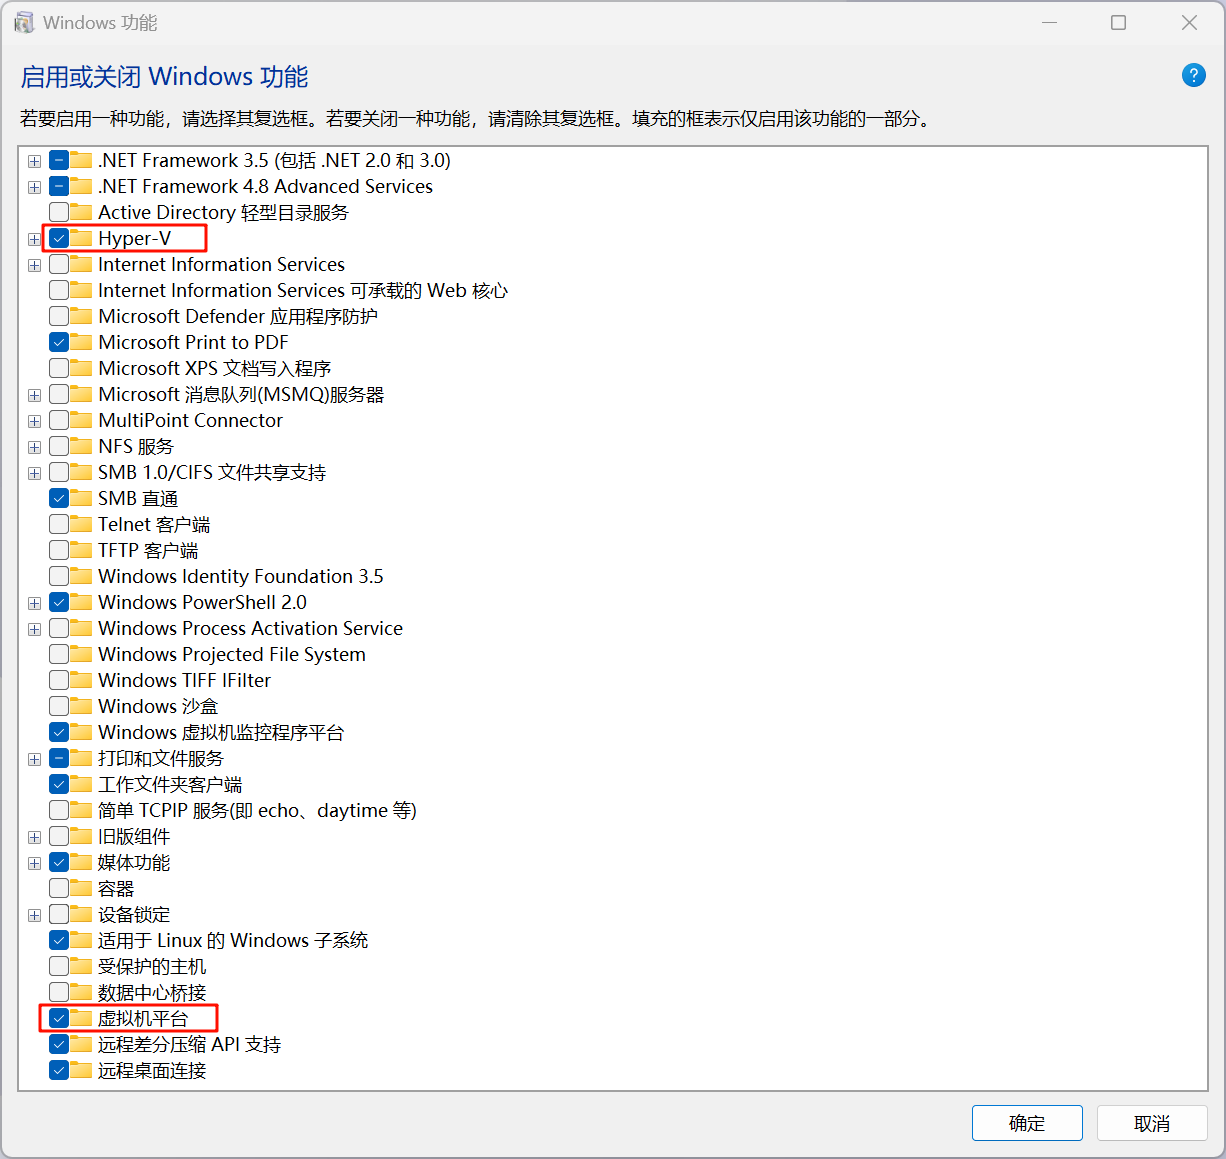 Windows 功能
启用或关闭 Windows 功能
?
若要启用一种功能，请选择其复选框。若要关闭一种功能，请清除其复选框。填充的框表示仅启用该功能的一部分。
.NET Framework 3.5 (包括 .NET 2.0 和 3.0)
.NET Framework 4.8 Advanced Services
Active Directory 轻型目录服务
Hyper-V
Internet Information Services
Internet Information Services 可承载的 Web 核心
Microsoft Defender 应用程序防护
Microsoft Print to PDF
Microsoft XPS 文档写入程序
Microsoft 消息队列(MSMQ)服务器
MultiPoint Connector
NFS 服务
SMB 1.0/CIFS 文件共享支持
SMB 直通
Telnet 客户端
TFTP 客户端
Windows Identity Foundation 3.5
Windows PowerShell 2.0
Windows Process Activation Service
Windows Projected File System
Windows TIFF IFilter
Windows 沙盒
Windows 虚拟机监控程序平台
打印和文件服务
工作文件夹客户端
简单 TCPIP 服务(即 echo、daytime 等)
旧版组件
媒体功能
容器
设备锁定
适用于 Linux 的 Windows 子系统
受保护的主机
数据中心桥接
虚拟机平台
远程差分压缩 API 支持
远程桌面连接
确定
取消